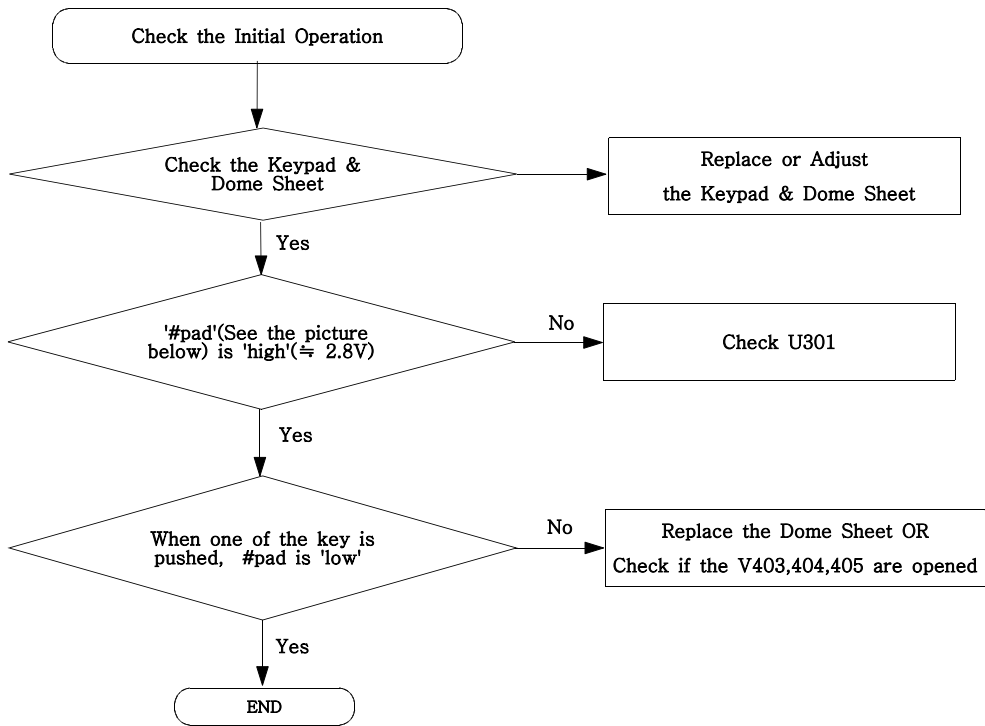 Check the Initial Operation
Check the Keypad &
Dome Sheet
Replace or Adjust
the Keypad & Dome Sheet
Yes
'#pad'(See the picture
below) is 'high'(≒ 2.8V)
No
Check U301
Yes
When one of the key is
pushed, #pad is 'low'
No
Replace the Dome Sheet OR
Check if the V403,404,405 are opened
Yes
END